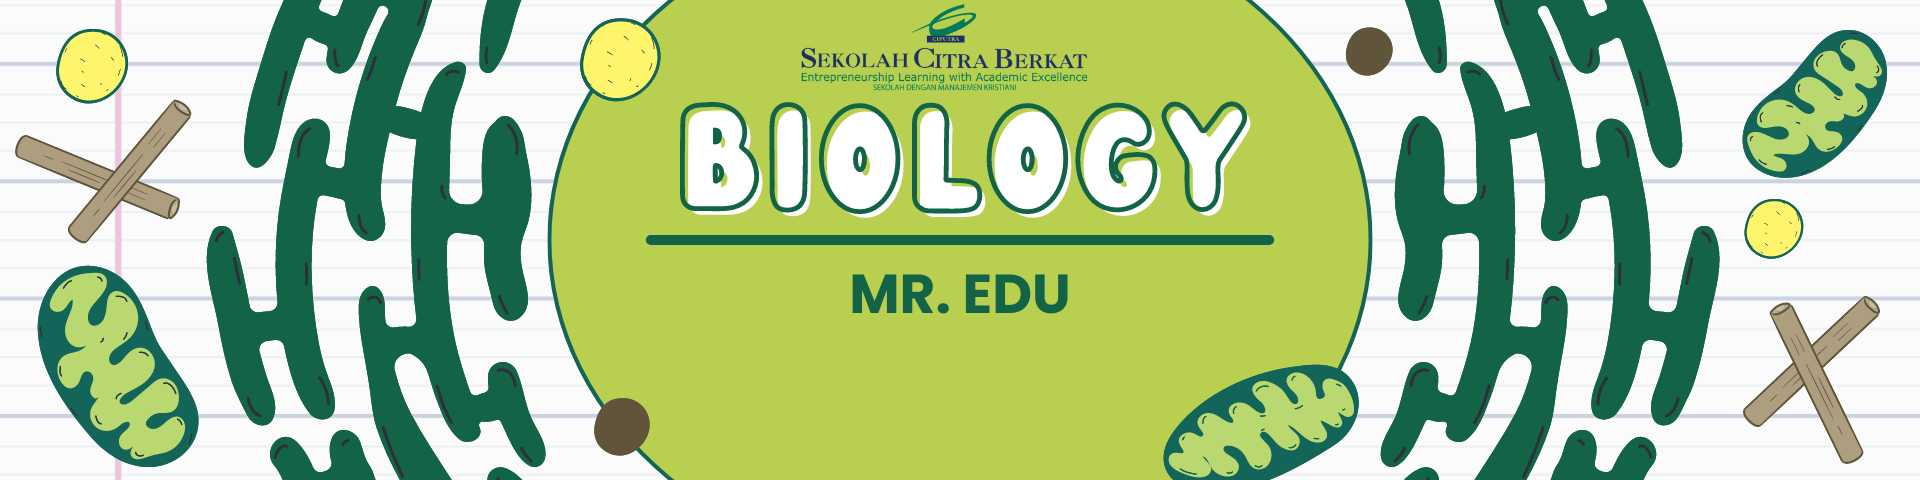 CIPUTRA
SEKOLAH CITRA BERKAT
Entrepreneurship Learning with Academic Excellence
SEKOLAH DENGAN MANAJEMEN KRISTIANI
BIOLOGY
MR. EDU